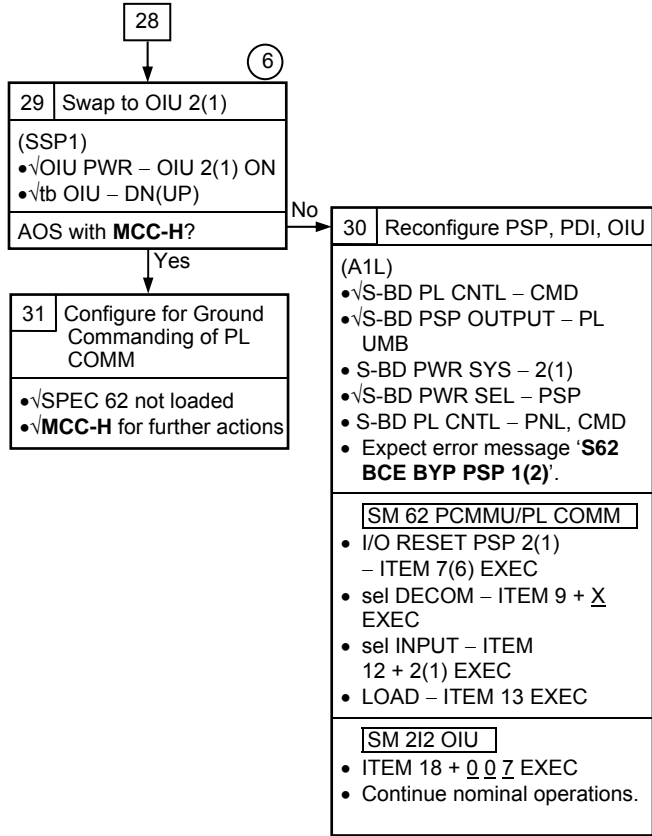 28
6
29 Swap to OIU 2(1)
(SSP1)
•√OIU PWR – OIU 2(1) ON
•√tb OIU – DN(UP)
AOS with MCC-H?
No
Yes
31 Configure for Ground
Commanding of PL
COMM
•√SPEC 62 not loaded
•√MCC-H for further actions
30 Reconfigure PSP, PDI, OIU
(A1L)
•√S-BD PL CNTL – CMD
•√S-BD PSP OUTPUT – PL
UMB
• S-BD PWR SYS – 2(1)
•√S-BD PWR SEL – PSP
• S-BD PL CNTL – PNL, CMD
• Expect error message ‘S62
BCE BYP PSP 1(2)’.
SM 62 PCMMU/PL COMM
• I/O RESET PSP 2(1)
– ITEM 7(6) EXEC
• sel DECOM – ITEM 9 + X
EXEC
• sel INPUT – ITEM
12 + 2(1) EXEC
• LOAD – ITEM 13 EXEC
SM 2I2 OIU
• ITEM 18 + 0 0 7 EXEC
• Continue nominal operations.